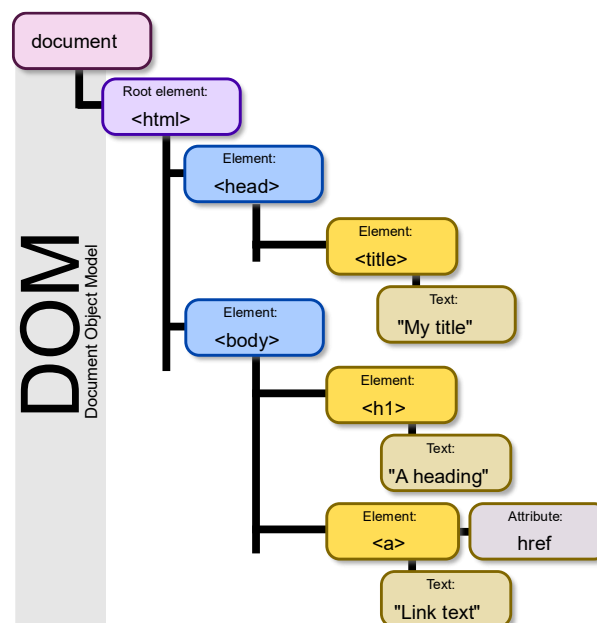 document
Root element:
<html>
Element:
<head>
Element:
<title>
Text:
"My title"
DOM
Document Object Model
Element:
<body>
Element:
<h1>
Text:
"A heading"
Element:
<a>
Attribute:
href
Text:
"Link text"